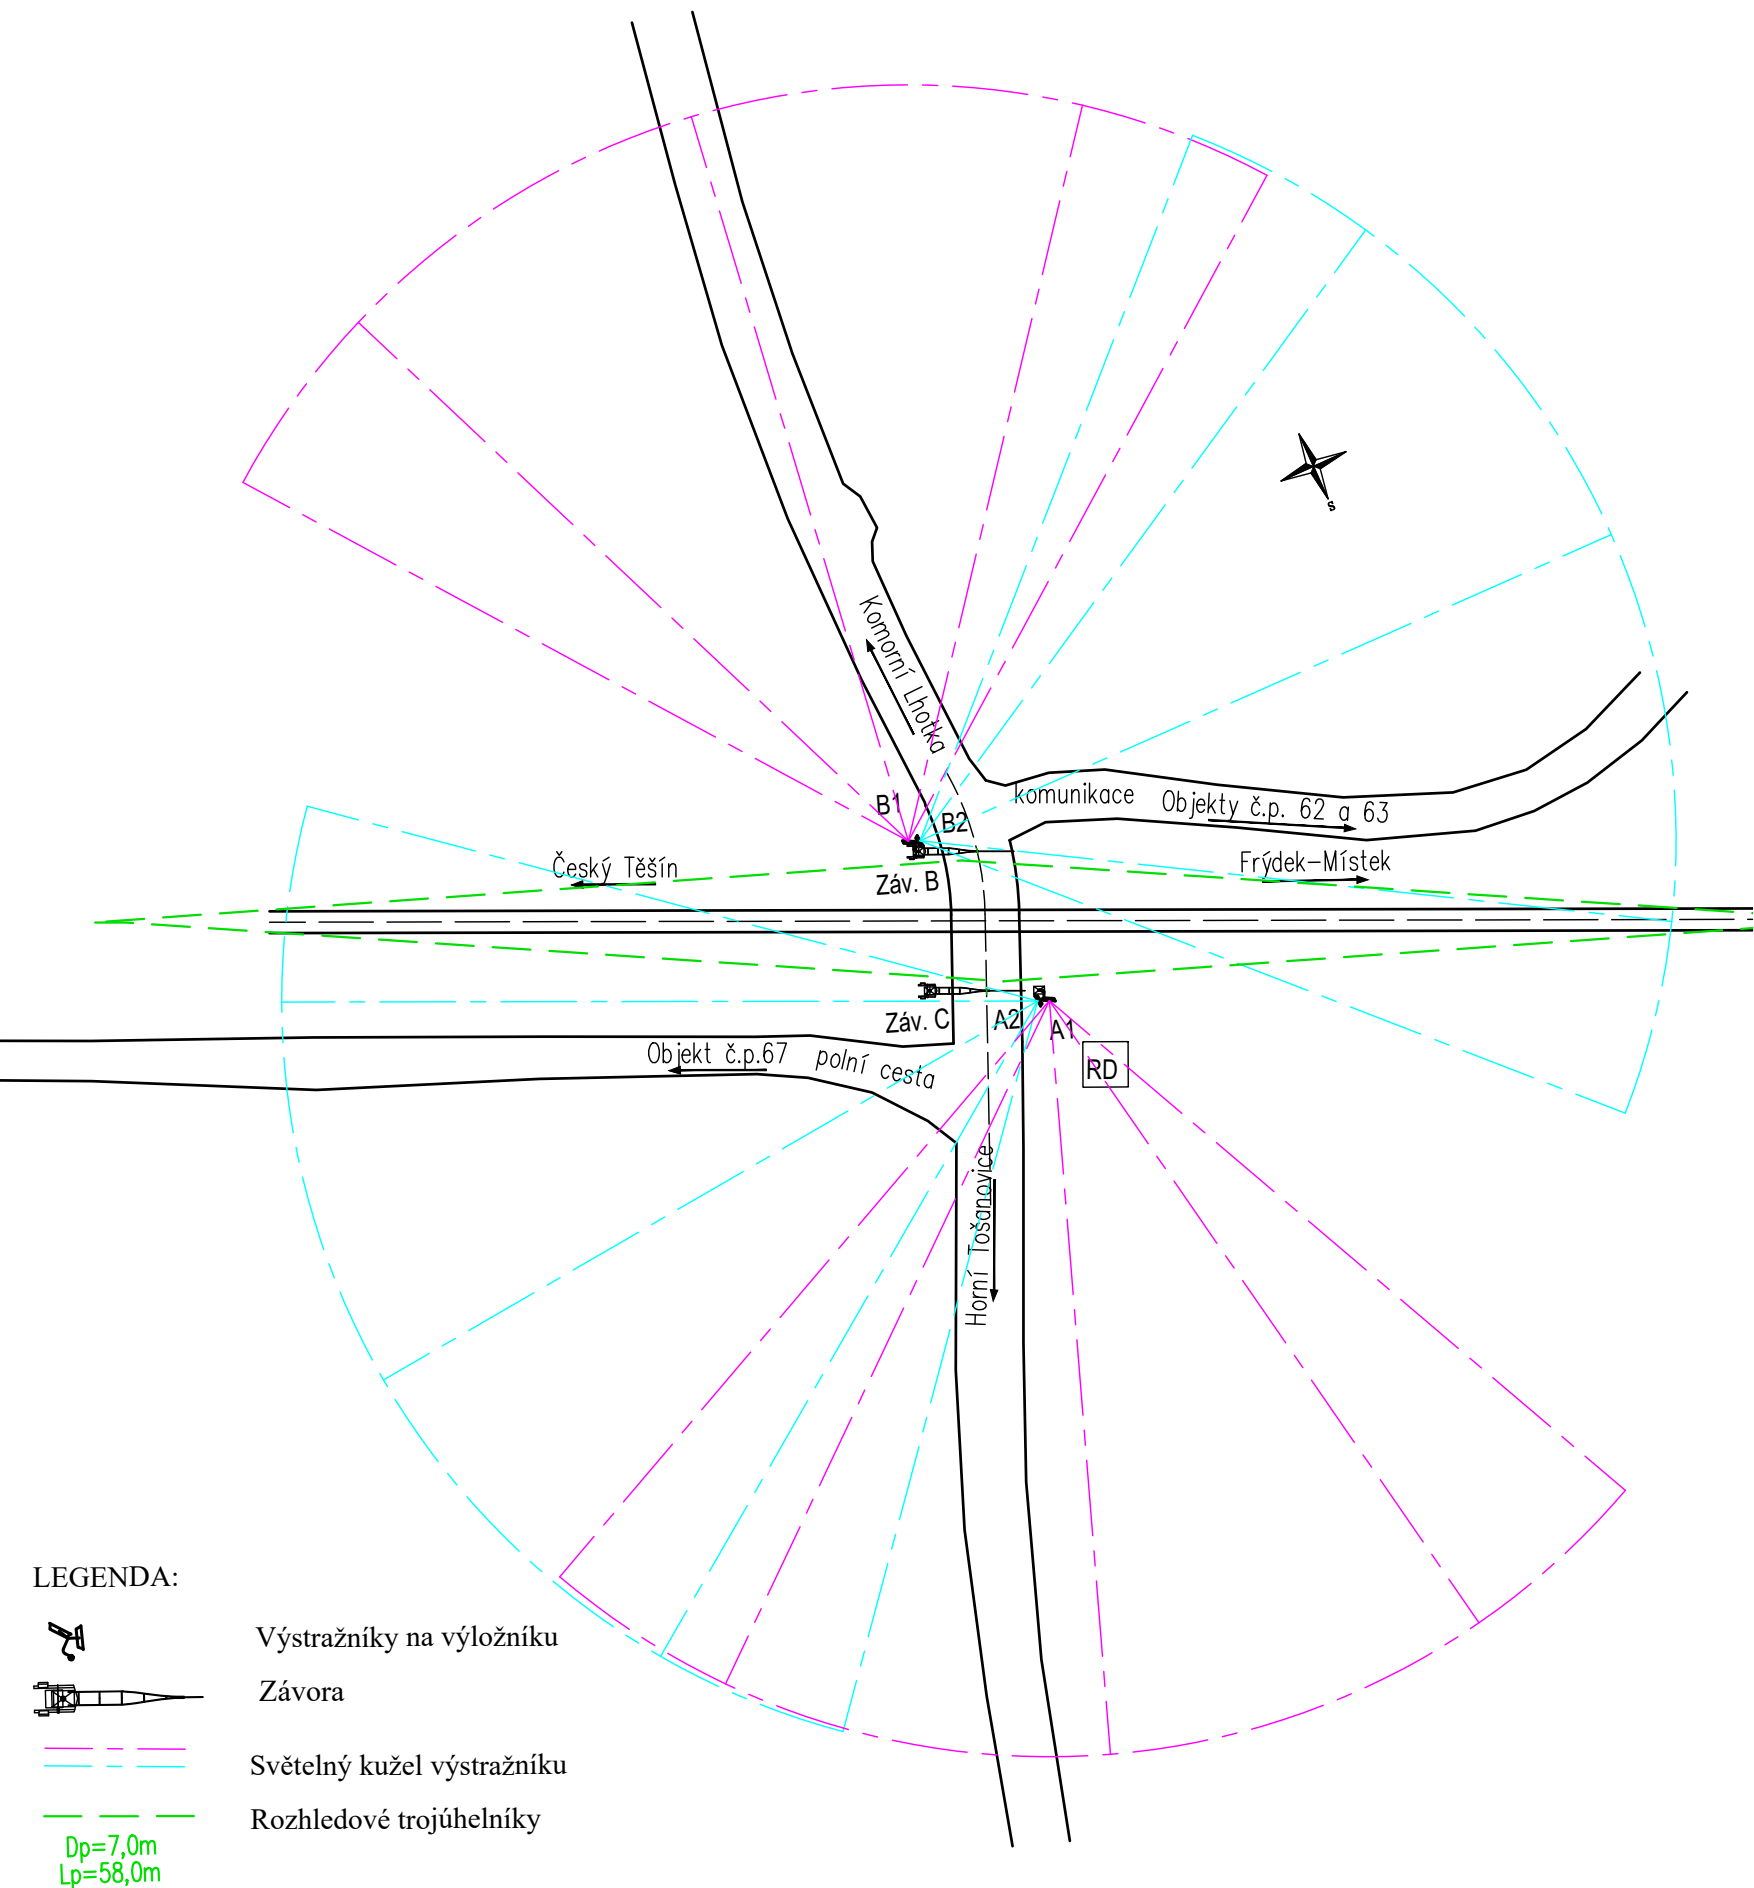 S
Komorní Lhotka
B1
B2
komunikace
Objekty č.p. 62 a 63
Český Těšín
Záv. B
Frýdek–Místek
Záv. C
A2
A1
Objekt č.p.67
polní cesta
RD
Horní Tošanovice
LEGENDA:
Výstražníky na výložníku
Závora
Světelný kužel výstražníku
Rozhledové trojúhelníky
Dp=7,0m
Lp=58,0m